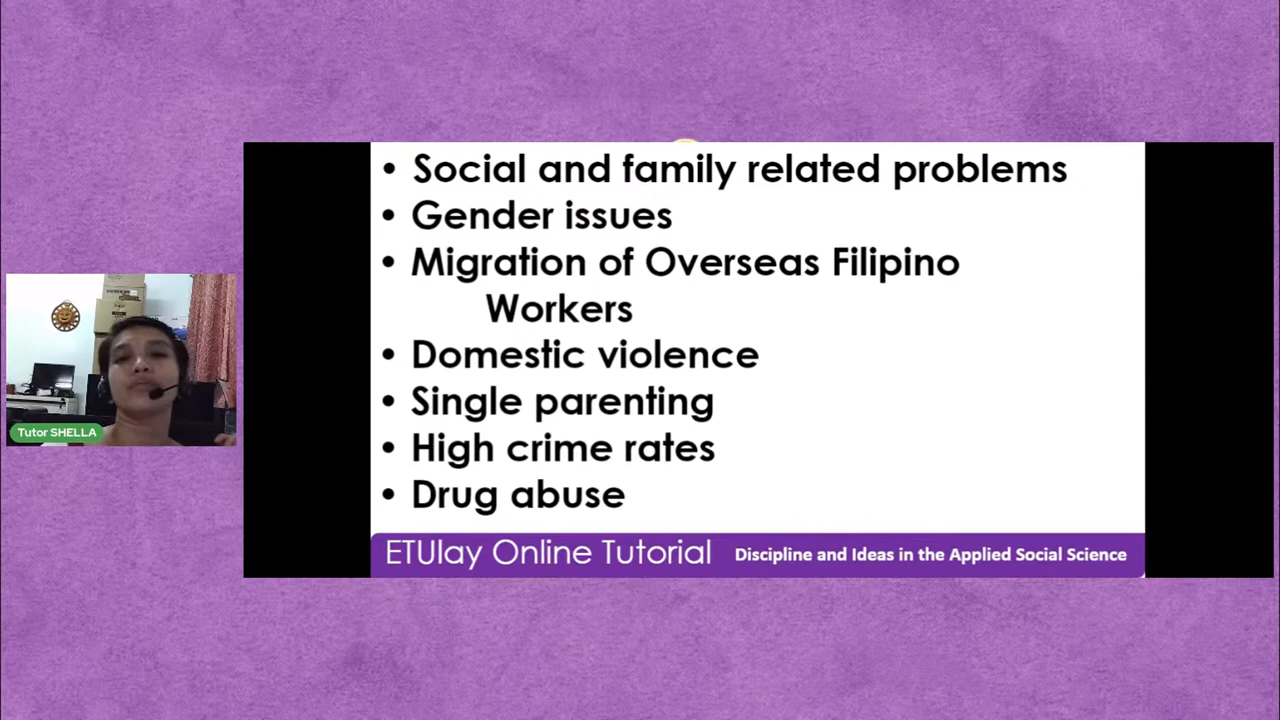 • Social and family related problems
• Gender issues
• Migration of Overseas Filipino
Workers
• Domestic violence
• Single parenting
• High crime rates
• Drug abuse
ETUlay Online Tutorial Discipline and Ideas in the Applied Social Science
Tutor SHELLA